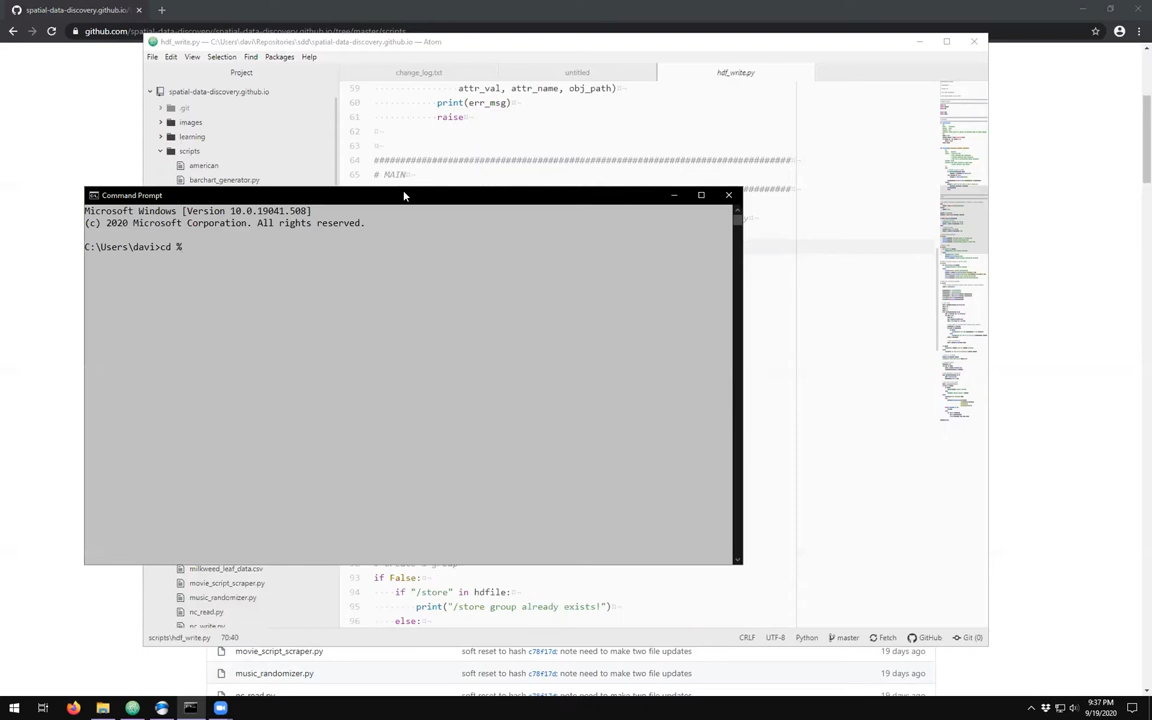 spatial-data-discovery.github.io
github.com/spatial-data-discovery/spatial-data-discovery.github.io/tree/master/scripts
hdf_write.py — C:\Users\davi\Repositories\sdd\spatial-data-discovery.github.io — Atom
File Edit View Selection Find Packages Help
Project
change_log.txt
untitled
hdf_write.py
spatial-data-discovery.github.io
.git
images
learning
scripts
american
barchart_generator.py
59 attr_val, attr_name, obj_path)
60 print(err_msg)
61 raise
62
63
64 ################################################################################
65 # MAIN
Command Prompt
Microsoft Windows [Version 10.0.19041.508]
(c) 2020 Microsoft Corporation. All rights reserved.
C:\Users\davi>cd %
milkweed_leaf_data.csv
movie_script_scraper.py
music_randomizer.py
nc_read.py
93 if False:
94 if "/store" in hdfile:
95 print("/store group already exists!")
96 else:
scripts\hdf_write.py 70:40
CRLF UTF-8 Python master Fetch GitHub Git (0)
movie_script_scraper.py soft reset to hash c78f17d: note need to make two file updates 19 days ago
music_randomizer.py soft reset to hash c78f17d: note need to make two file updates 19 days ago
9:37 PM
9/19/2020